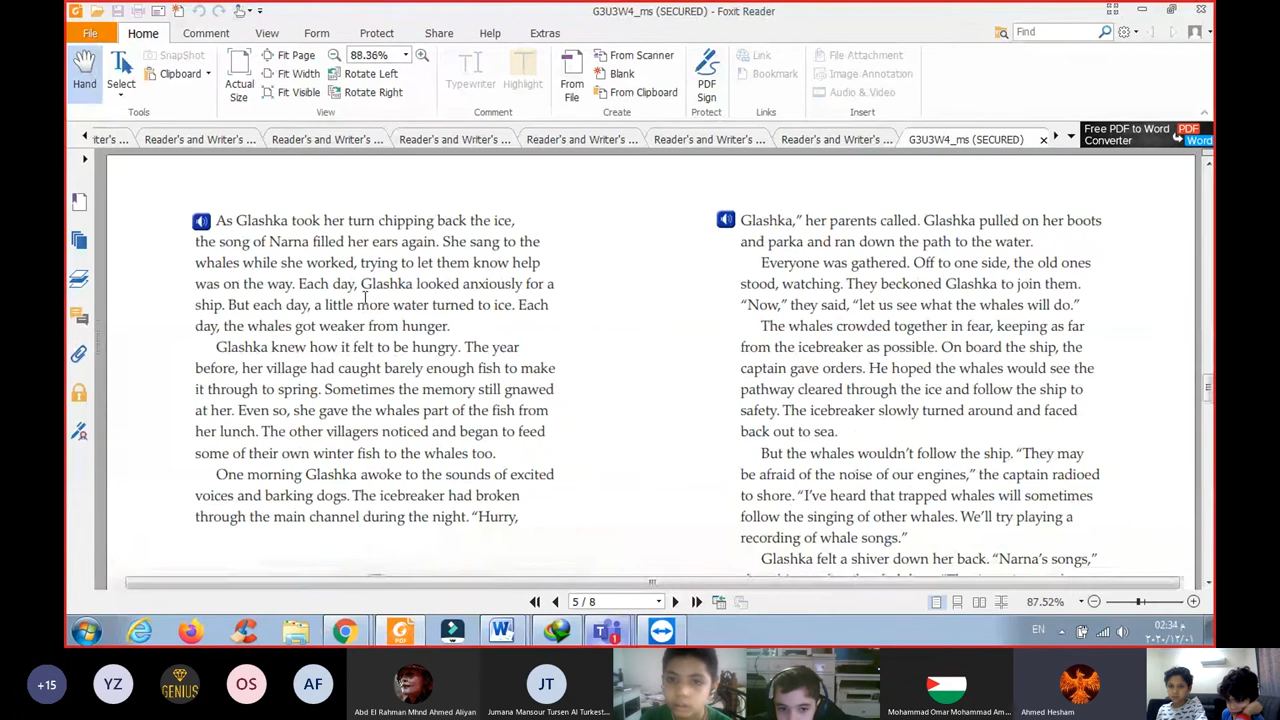 G3U3W4_ms (SECURED) - Foxit Reader
File Home Comment View Form Protect Share Help Extras
Find
Hand
Select
SnapShot
Clipboard
Tools
Actual Size
Fit Page
Fit Width
Fit Visible
88.36%
Rotate Left
Rotate Right
View
Typewriter
Highlight
Comment
From File
From Scanner
Blank
From Clipboard
Create
PDF Sign
Protect
Link
Bookmark
Links
File Attachment
Image Annotation
Audio & Video
Insert
iter's ... Reader's and Writer's ... Reader's and Writer's ... Reader's and Writer's ... Reader's and Writer's ... Reader's and Writer's ... Reader's and Writer's ... G3U3W4_ms (SECURED)
Free PDF to Word Converter
PDF
Word
As Glashka took her turn chipping back the ice,
the song of Narna filled her ears again. She sang to the
whales while she worked, trying to let them know help
was on the way. Each day, Glashka looked anxiously for a
ship. But each day, a little more water turned to ice. Each
day, the whales got weaker from hunger.
Glashka knew how it felt to be hungry. The year
before, her village had caught barely enough fish to make
it through to spring. Sometimes the memory still gnawed
at her. Even so, she gave the whales part of the fish from
her lunch. The other villagers noticed and began to feed
some of their own winter fish to the whales too.
One morning Glashka awoke to the sounds of excited
voices and barking dogs. The icebreaker had broken
through the main channel during the night. “Hurry,
Glashka,” her parents called. Glashka pulled on her boots
and parka and ran down the path to the water.
Everyone was gathered. Off to one side, the old ones
stood, watching. They beckoned Glashka to join them.
“Now,” they said, “let us see what the whales will do.”
The whales crowded together in fear, keeping as far
from the icebreaker as possible. On board the ship, the
captain gave orders. He hoped the whales would see the
pathway cleared through the ice and follow the ship to
safety. The icebreaker slowly turned around and faced
back out to sea.
But the whales wouldn’t follow the ship. “They may
be afraid of the noise of our engines,” the captain radioed
to shore. “I’ve heard that trapped whales will sometimes
follow the singing of other whales. We’ll try playing a
recording of whale songs.”
Glashka felt a shiver down her back. “Narna’s songs,”
5 / 8
87.52%
EN
02:34 م
٢٠٢٠/١٢/٠١
+15
YZ
GENIUS
OS
AF
Abd El Rahman Mhnd Ahmed Aliyan
JT
Jumana Mansour Tursen Al Turkest...
Mohammad Omar Mohammad Am...
Ahmed Hesham